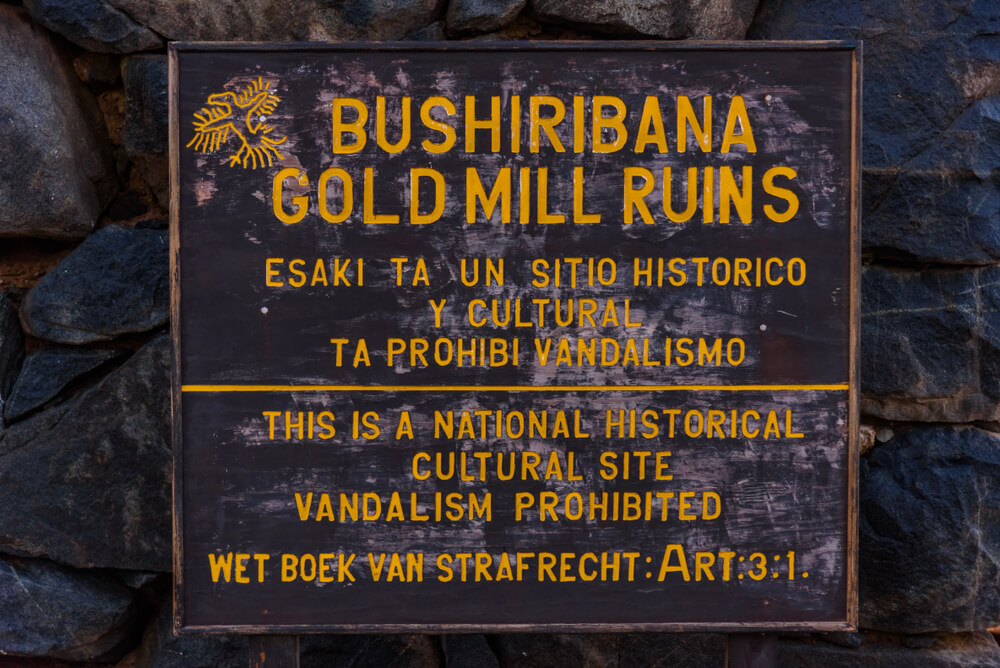 BUSHIRIBANA
GOLD MILL RUINS
ESAKI TA UN SITIO HISTORICO
Y CULTURAL
TA PROHIBI VANDALISMO
THIS IS A NATIONAL HISTORICAL
CULTURAL SITE
VANDALISM PROHIBITED
WET BOEK VAN STRAFRECHT: ART:3:1.